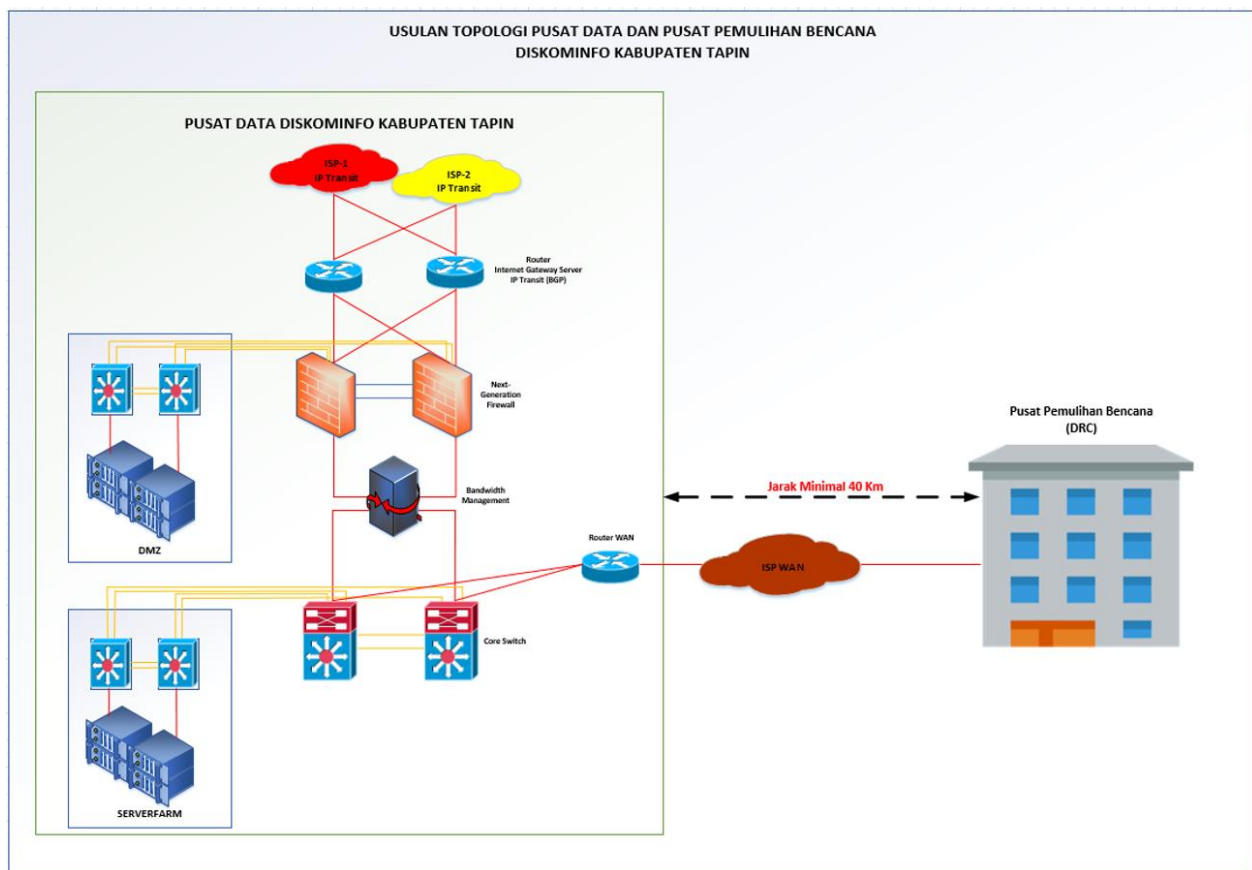 USULAN TOPOLOGI PUSAT DATA DAN PUSAT PEMULIHAN BENCANA
DISKOMINFO KABUPATEN TAPIN
PUSAT DATA DISKOMINFO KABUPATEN TAPIN
ISP-1
IP Transit
ISP-2
IP Transit
Router
Internet Gateway Server
IP Transit (BGP)
Next-
Generation
Firewall
Bandwidth
Management
DMZ
Router WAN
Core Switch
SERVERFARM
Jarak Minimal 40 Km
ISP WAN
Pusat Pemulihan Bencana
(DRC)